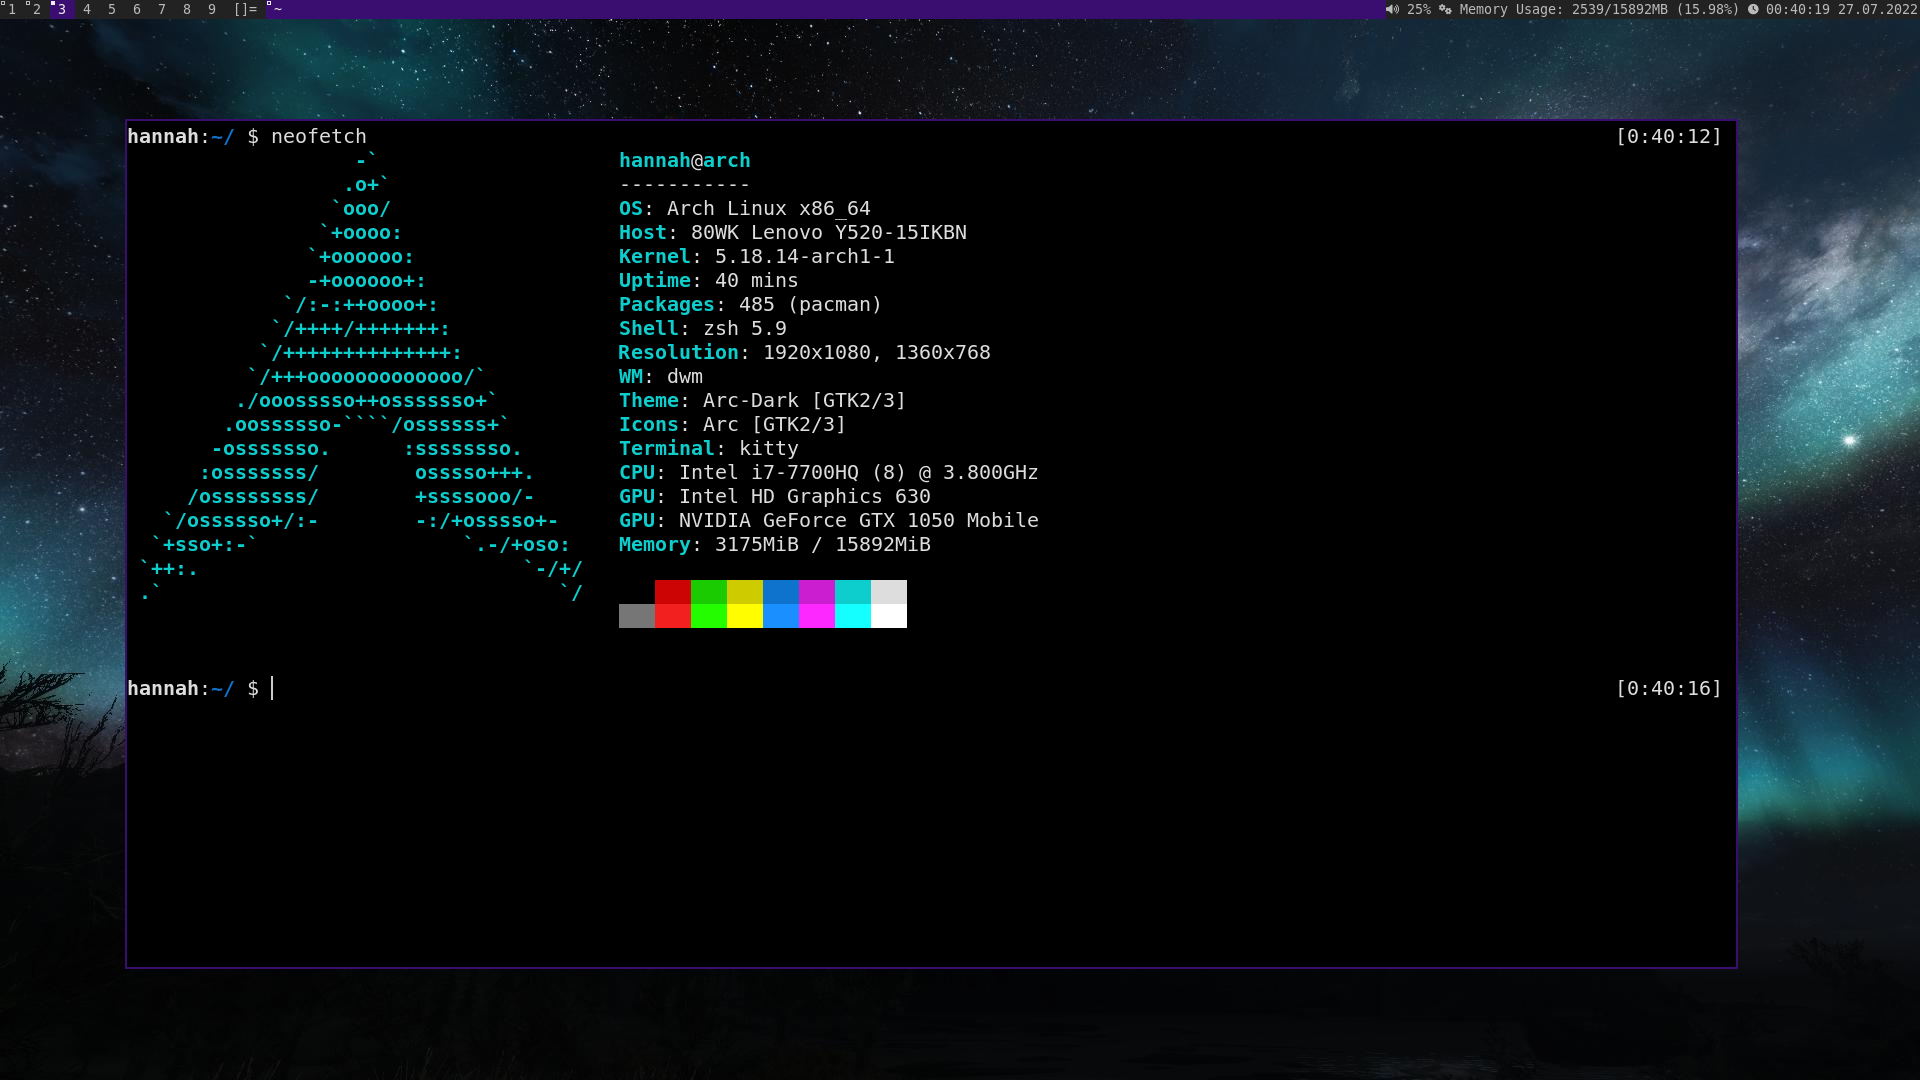 1 2 3 4 5 6 7 8 9 []= ~ 25% Memory Usage: 2539/15892MB (15.98%) 00:40:19 27.07.2022
hannah:~/ $ neofetch [0:40:12]
-` hannah@arch
.o+` -----------
`ooo/ OS: Arch Linux x86_64
`+oooo: Host: 80WK Lenovo Y520-15IKBN
`+oooooo: Kernel: 5.18.14-arch1-1
-+oooooo+: Uptime: 40 mins
`/:-:++oooo+: Packages: 485 (pacman)
`/++++/+++++++: Shell: zsh 5.9
`/++++++++++++++: Resolution: 1920x1080, 1360x768
`/+++ooooooooooooo/` WM: dwm
./ooosssso++osssssso+` Theme: Arc-Dark [GTK2/3]
.oossssso-````/ossssss+` Icons: Arc [GTK2/3]
-osssssso. :ssssssso. Terminal: kitty
:osssssss/ osssso+++. CPU: Intel i7-7700HQ (8) @ 3.800GHz
/ossssssss/ +ssssooo/- GPU: Intel HD Graphics 630
`/ossssso+/:- -:/+osssso+- GPU: NVIDIA GeForce GTX 1050 Mobile
`+sso+:-` `.-/+oso: Memory: 3175MiB / 15892MiB
`++:. `-/+/
.` `/
hannah:~/ $ [0:40:16]